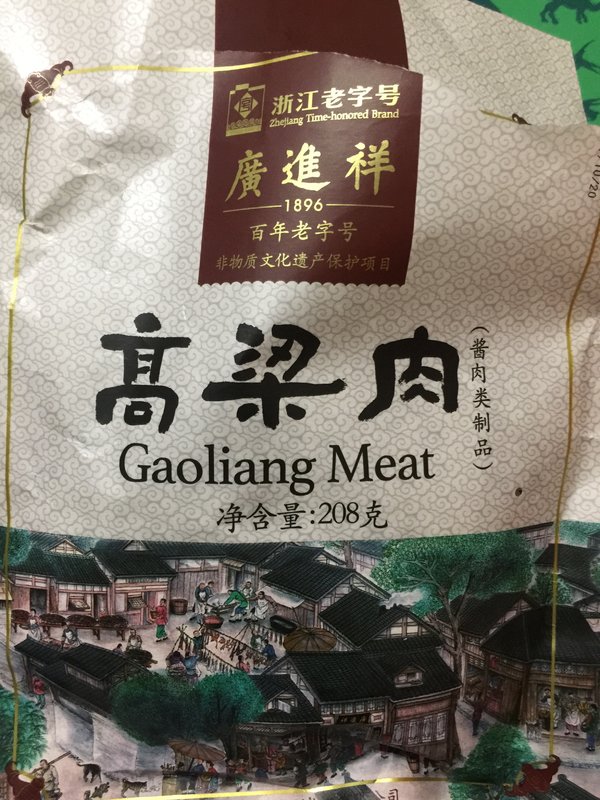 浙江老字号
Zhejiang Time-honored Brand
廣進祥
1896
百年老字号
非物质文化遗产保护项目
高粱肉
（酱肉类制品）
Gaoliang Meat
净含量:208克